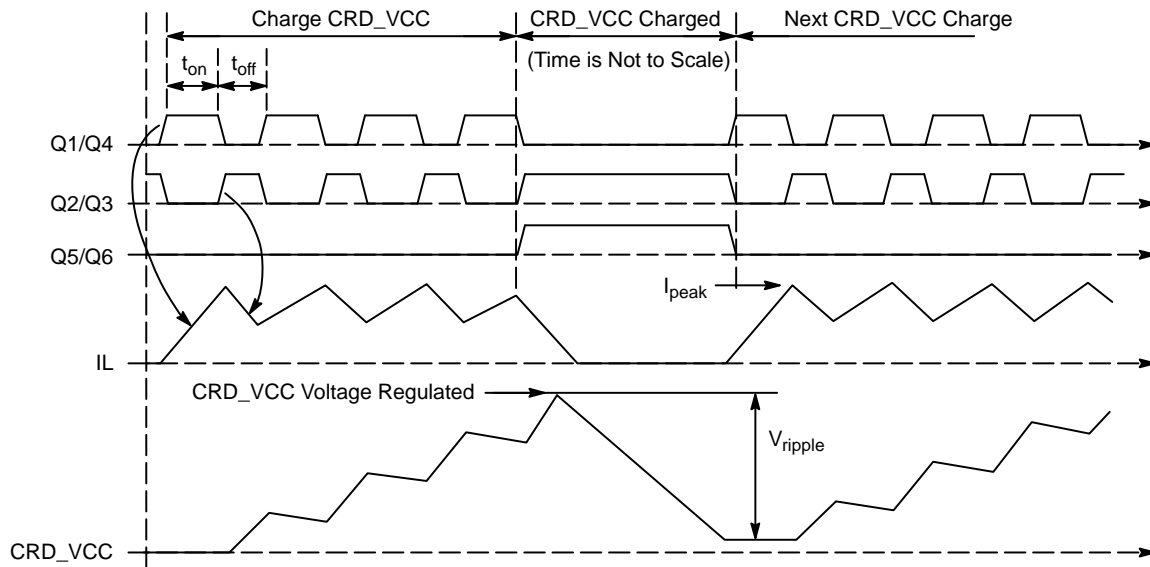 Charge CRD_VCC
CRD_VCC Charged
Next CRD_VCC Charge
(Time is Not to Scale)
ton
toff
Q1/Q4
Q2/Q3
Q5/Q6
Ipeak
IL
CRD_VCC Voltage Regulated
Vripple
CRD_VCC